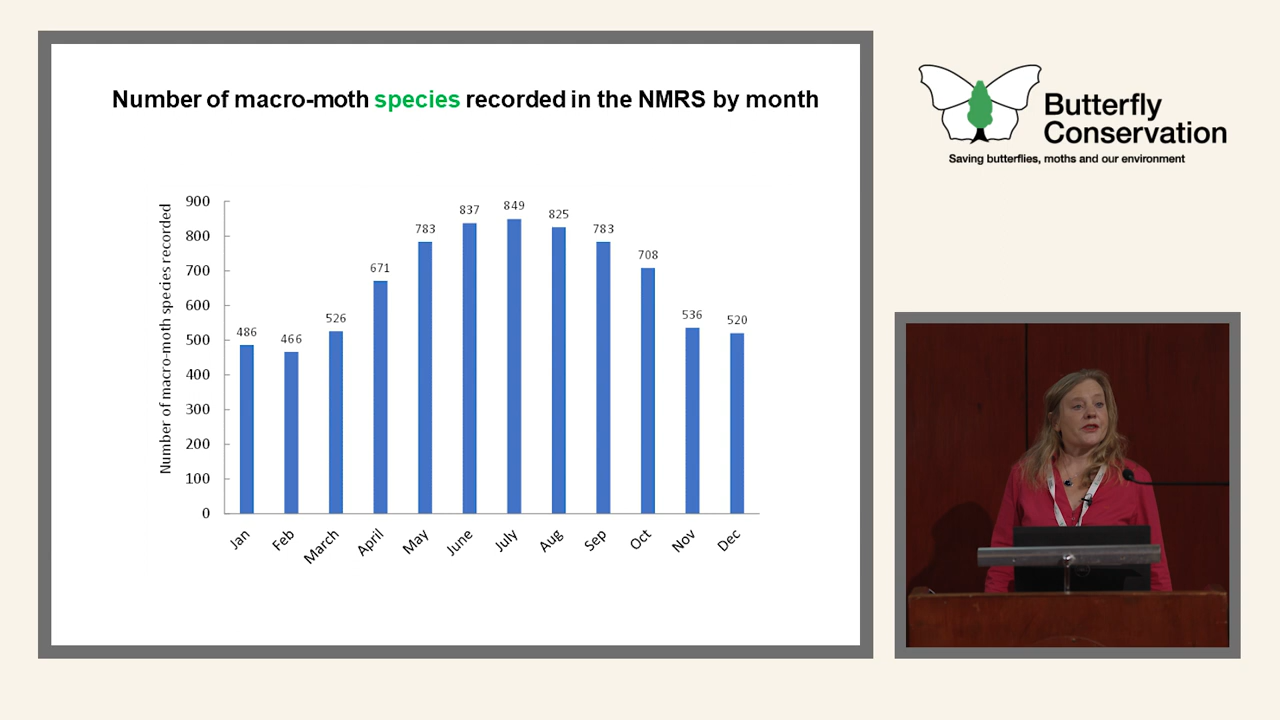 Number of macro-moth species recorded in the NMRS by month
Number of macro-moth species recorded
900
800
700
600
500
400
300
200
100
0
486
466
526
671
783
837
849
825
783
708
536
520
Jan
Feb
March
April
May
June
July
Aug
Sep
Oct
Nov
Dec
Butterfly
Conservation
Saving butterflies, moths and our environment